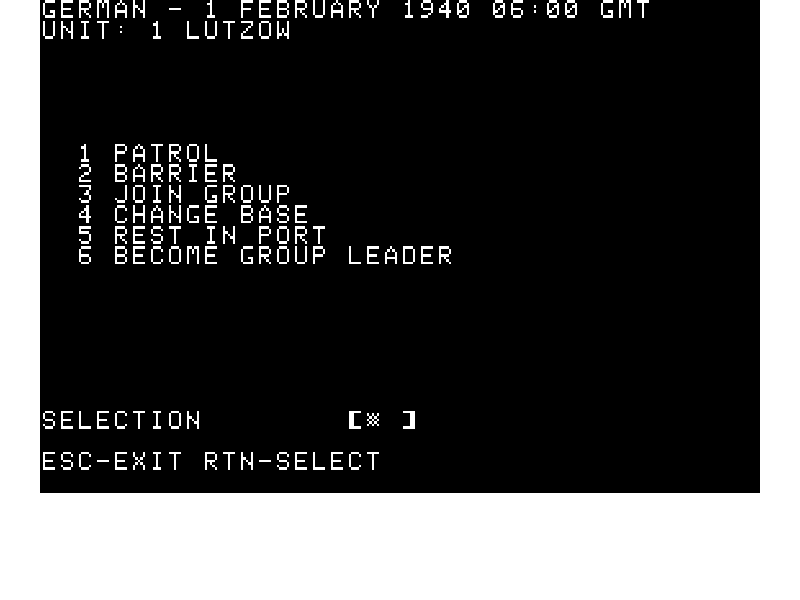 GERMAN - 1 FEBRUARY 1940 06:00 GMT
UNIT: 1 LUTZOW
1 PATROL
2 BARRIER
3 JOIN GROUP
4 CHANGE BASE
5 REST IN PORT
6 BECOME GROUP LEADER
SELECTION [※ ]
ESC-EXIT RTN-SELECT